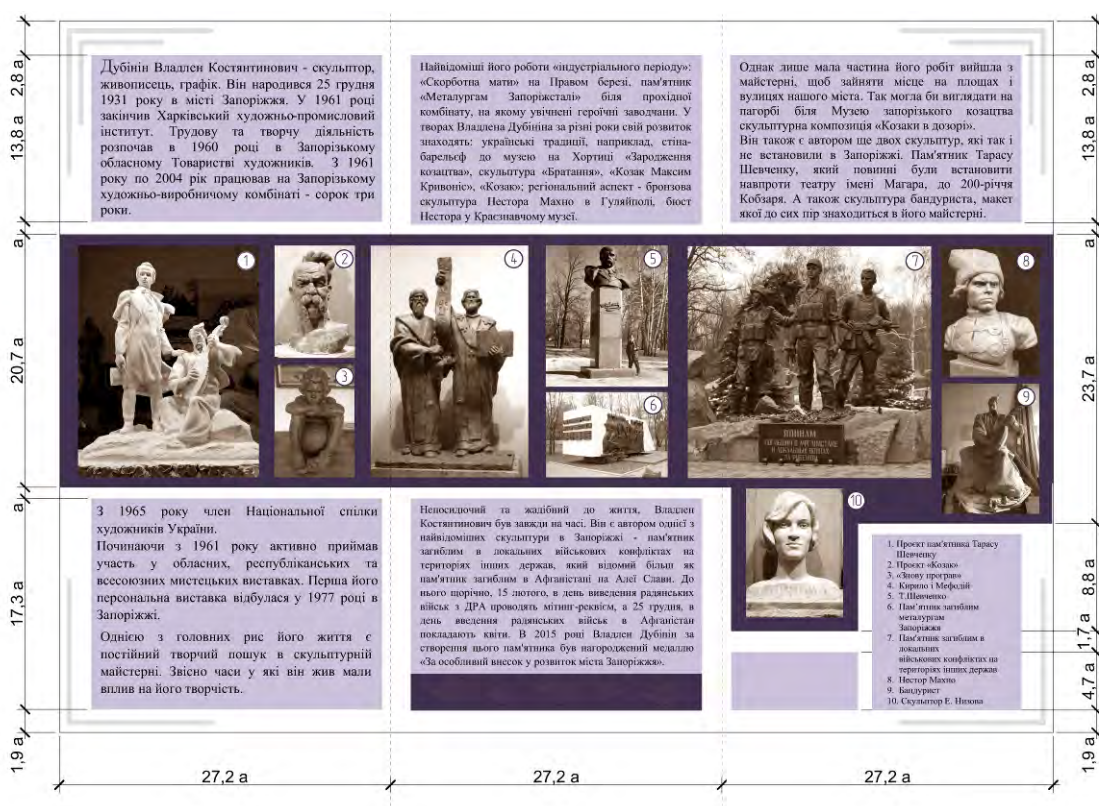 Дубінін Владлен Костянтинович - скульптор,
живописець, графік. Він народився 25 грудня
1931 року в місті Запоріжжя. У 1961 році
закінчив Харківський художньо-промисловий
інститут. Трудову та творчу діяльність
розпочав в 1960 році в Запорізькому
обласному Товаристві художників. З 1961
року по 2004 рік працював на Запорізькому
художньо-виробничому комбінаті - сорок три
роки.
Найвідоміші його роботи «індустріального періоду»:
«Скорботна мати» на Правом березі, пам'ятник
«Металургам Запоріжсталі» біля прохідної
комбінату, на якому увічнені героїчні заводчани. У
творах Владлена Дубініна за різні роки свій розвиток
знаходять: українські традиції, наприклад, стіна-
барельєф до музею на Хортиці «Зародження
козацтва», скульптура «Братання», «Козак Максим
Кривоніс», «Козак»; регіональний аспект - бронзова
скульптура Нестора Махно в Гуляйполі, бюст
Нестора у Краєзнавчому музеї.
Однак лише мала частина його робіт вийшла з
майстерні, щоб зайняти місце на площах і
вулицях нашого міста. Так могла би виглядати на
пагорбі біля Музею запорізького козацтва
скульптурна композиція «Козаки в дозорі».
Він також є автором ще двох скульптур, які так і
не встановили в Запоріжжі. Пам'ятник Тарасу
Шевченку, який повинні були встановити
навпроти театру імені Магара, до 200-річчя
Кобзаря. А також скульптура бандуриста, макет
якої до сих пір знаходиться в його майстерні.
1
2
3
4
5
6
7
8
9
10
З 1965 року член Національної спілки
художників України.
Починаючи з 1961 року активно приймав
участь у обласних, республіканських та
всесоюзних мистецьких виставках. Перша його
персональна виставка відбулася у 1977 році в
Запоріжжі.
Однією з головних рис його життя є
постійний творчий пошук в скульптурній
майстерні. Звісно часи у які він жив мали
вплив на його творчість.
Непосидючий та жадібний до життя, Владлен
Костянтинович був завжди на часі. Він є автором однієї з
найвідоміших скульптури в Запоріжжі - пам'ятник
загиблим в локальних військових конфліктах на
територіях інших держав, який відомий більш як
пам'ятник загиблим в Афганістані на Алеї Слави. До
нього щорічно, 15 лютого, в день виведення радянських
військ з ДРА проводять мітинг-реквієм, а 25 грудня, в
день введення радянських військ в Афганістан
покладають квіти. В 2015 році Владлен Дубінін за
створення цього пам'ятника був нагороджений медаллю
«За особливий внесок у розвиток міста Запоріжжя».
1. Проєкт пам'ятника Тарасу
Шевченку
2. Проєкт «Козак»
3. «Знову програв»
4. Кирило і Мефодій
5. Т.Шевченко
6. Пам'ятник загиблим
металургам
Запоріжжя
7. Пам'ятник загиблим в
локальних
військових конфліктах на
територіях інших держав
8. Нестор Махно
9. Бандурист
10. Скульптор Е. Низова
2,8 а
13,8 а
а
20,7 а
а
17,3 а
1,9 а
2,8 а
13,8 а
а
23,7 а
8,8 а
1,7 а
4,7 а
1,9 а
27,2 а
27,2 а
27,2 а